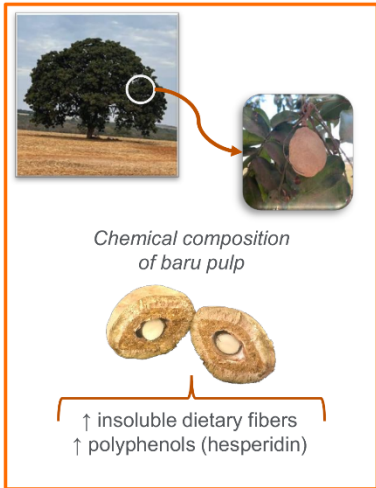 Chemical composition
of baru pulp
↑ insoluble dietary fibers
↑ polyphenols (hesperidin)